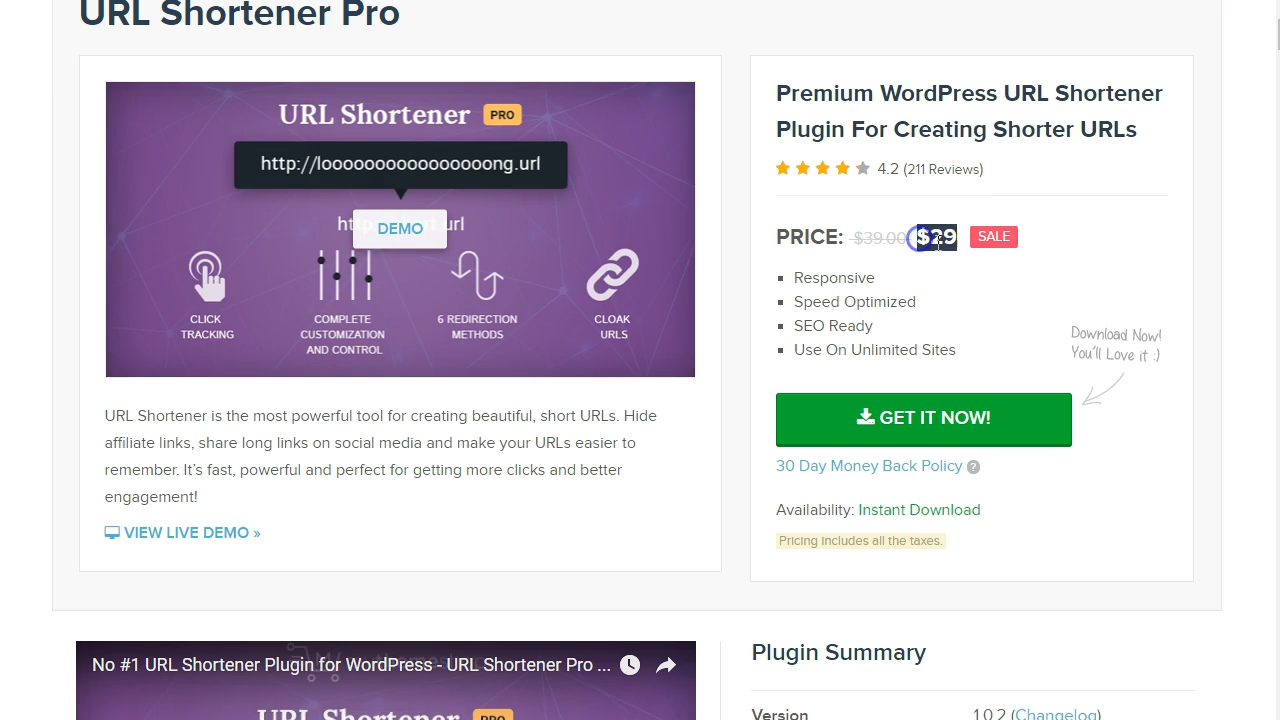 URL Shortener Pro
URL Shortener PRO
http://looooooooooooooong.url
DEMO
CLICK
TRACKING
COMPLETE
CUSTOMIZATION
AND CONTROL
6 REDIRECTION
METHODS
CLOAK
URLS
URL Shortener is the most powerful tool for creating beautiful, short URLs. Hide
affiliate links, share long links on social media and make your URLs easier to
remember. It's fast, powerful and perfect for getting more clicks and better
engagement!
VIEW LIVE DEMO »
Premium WordPress URL Shortener
Plugin For Creating Shorter URLs
4.2 (211 Reviews)
PRICE: $39.00 SALE
Responsive
Speed Optimized
SEO Ready
Use On Unlimited Sites
Download Now!
You'll Love it :)
GET IT NOW!
30 Day Money Back Policy ?
Availability: Instant Download
Pricing includes all the taxes.
No #1 URL Shortener Plugin for WordPress - URL Shortener Pro ...
URL Shortener PRO
Plugin Summary
Version 1.0.2 (Changelog)